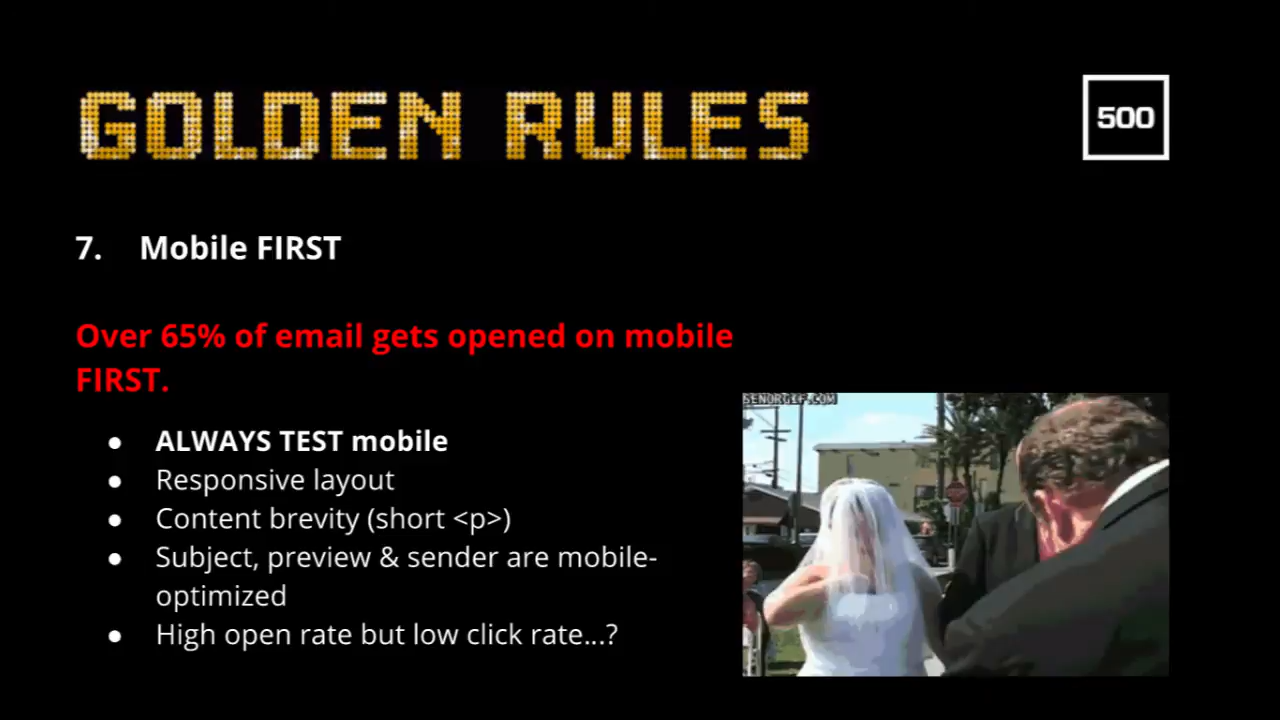 GOLDEN RULES
500
7. Mobile FIRST
Over 65% of email gets opened on mobile
FIRST.
● ALWAYS TEST mobile
● Responsive layout
● Content brevity (short <p>)
● Subject, preview & sender are mobile-
optimized
● High open rate but low click rate...?
SENORGIF.COM